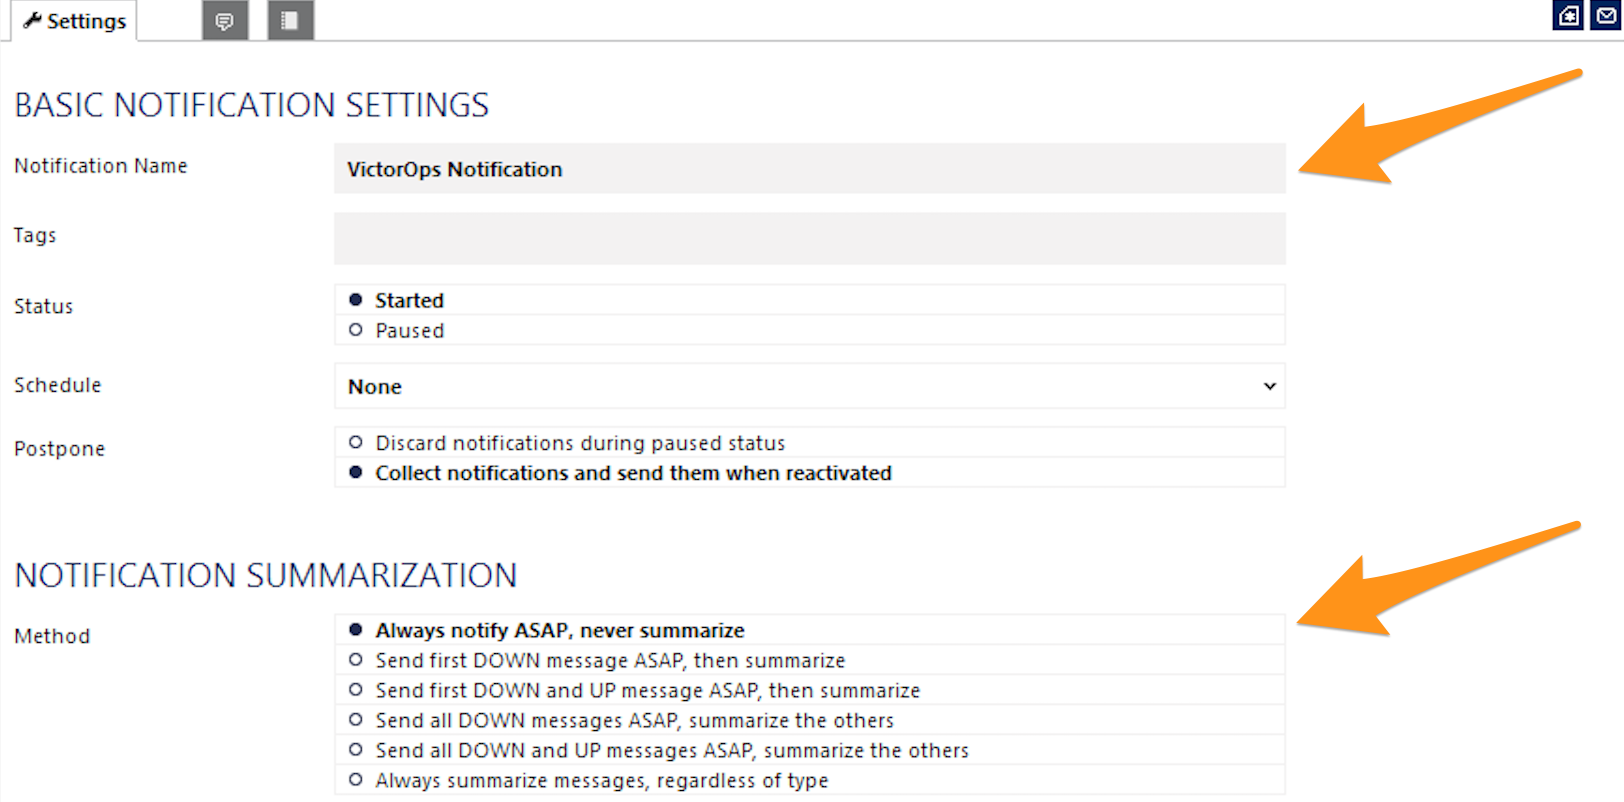 Settings
BASIC NOTIFICATION SETTINGS
Notification Name
VictorOps Notification
Tags
Status
Started
Paused
Schedule
None
Postpone
Discard notifications during paused status
Collect notifications and send them when reactivated
NOTIFICATION SUMMARIZATION
Method
Always notify ASAP, never summarize
Send first DOWN message ASAP, then summarize
Send first DOWN and UP message ASAP, then summarize
Send all DOWN messages ASAP, summarize the others
Send all DOWN and UP messages ASAP, summarize the others
Always summarize messages, regardless of type